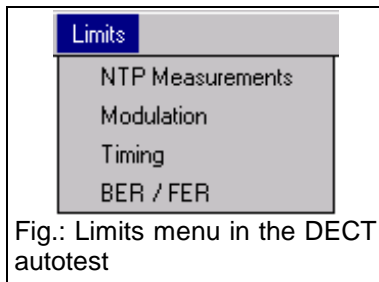 Limits
NTP Measurements
Modulation
Timing
BER / FER
Fig.: Limits menu in the DECT
autotest